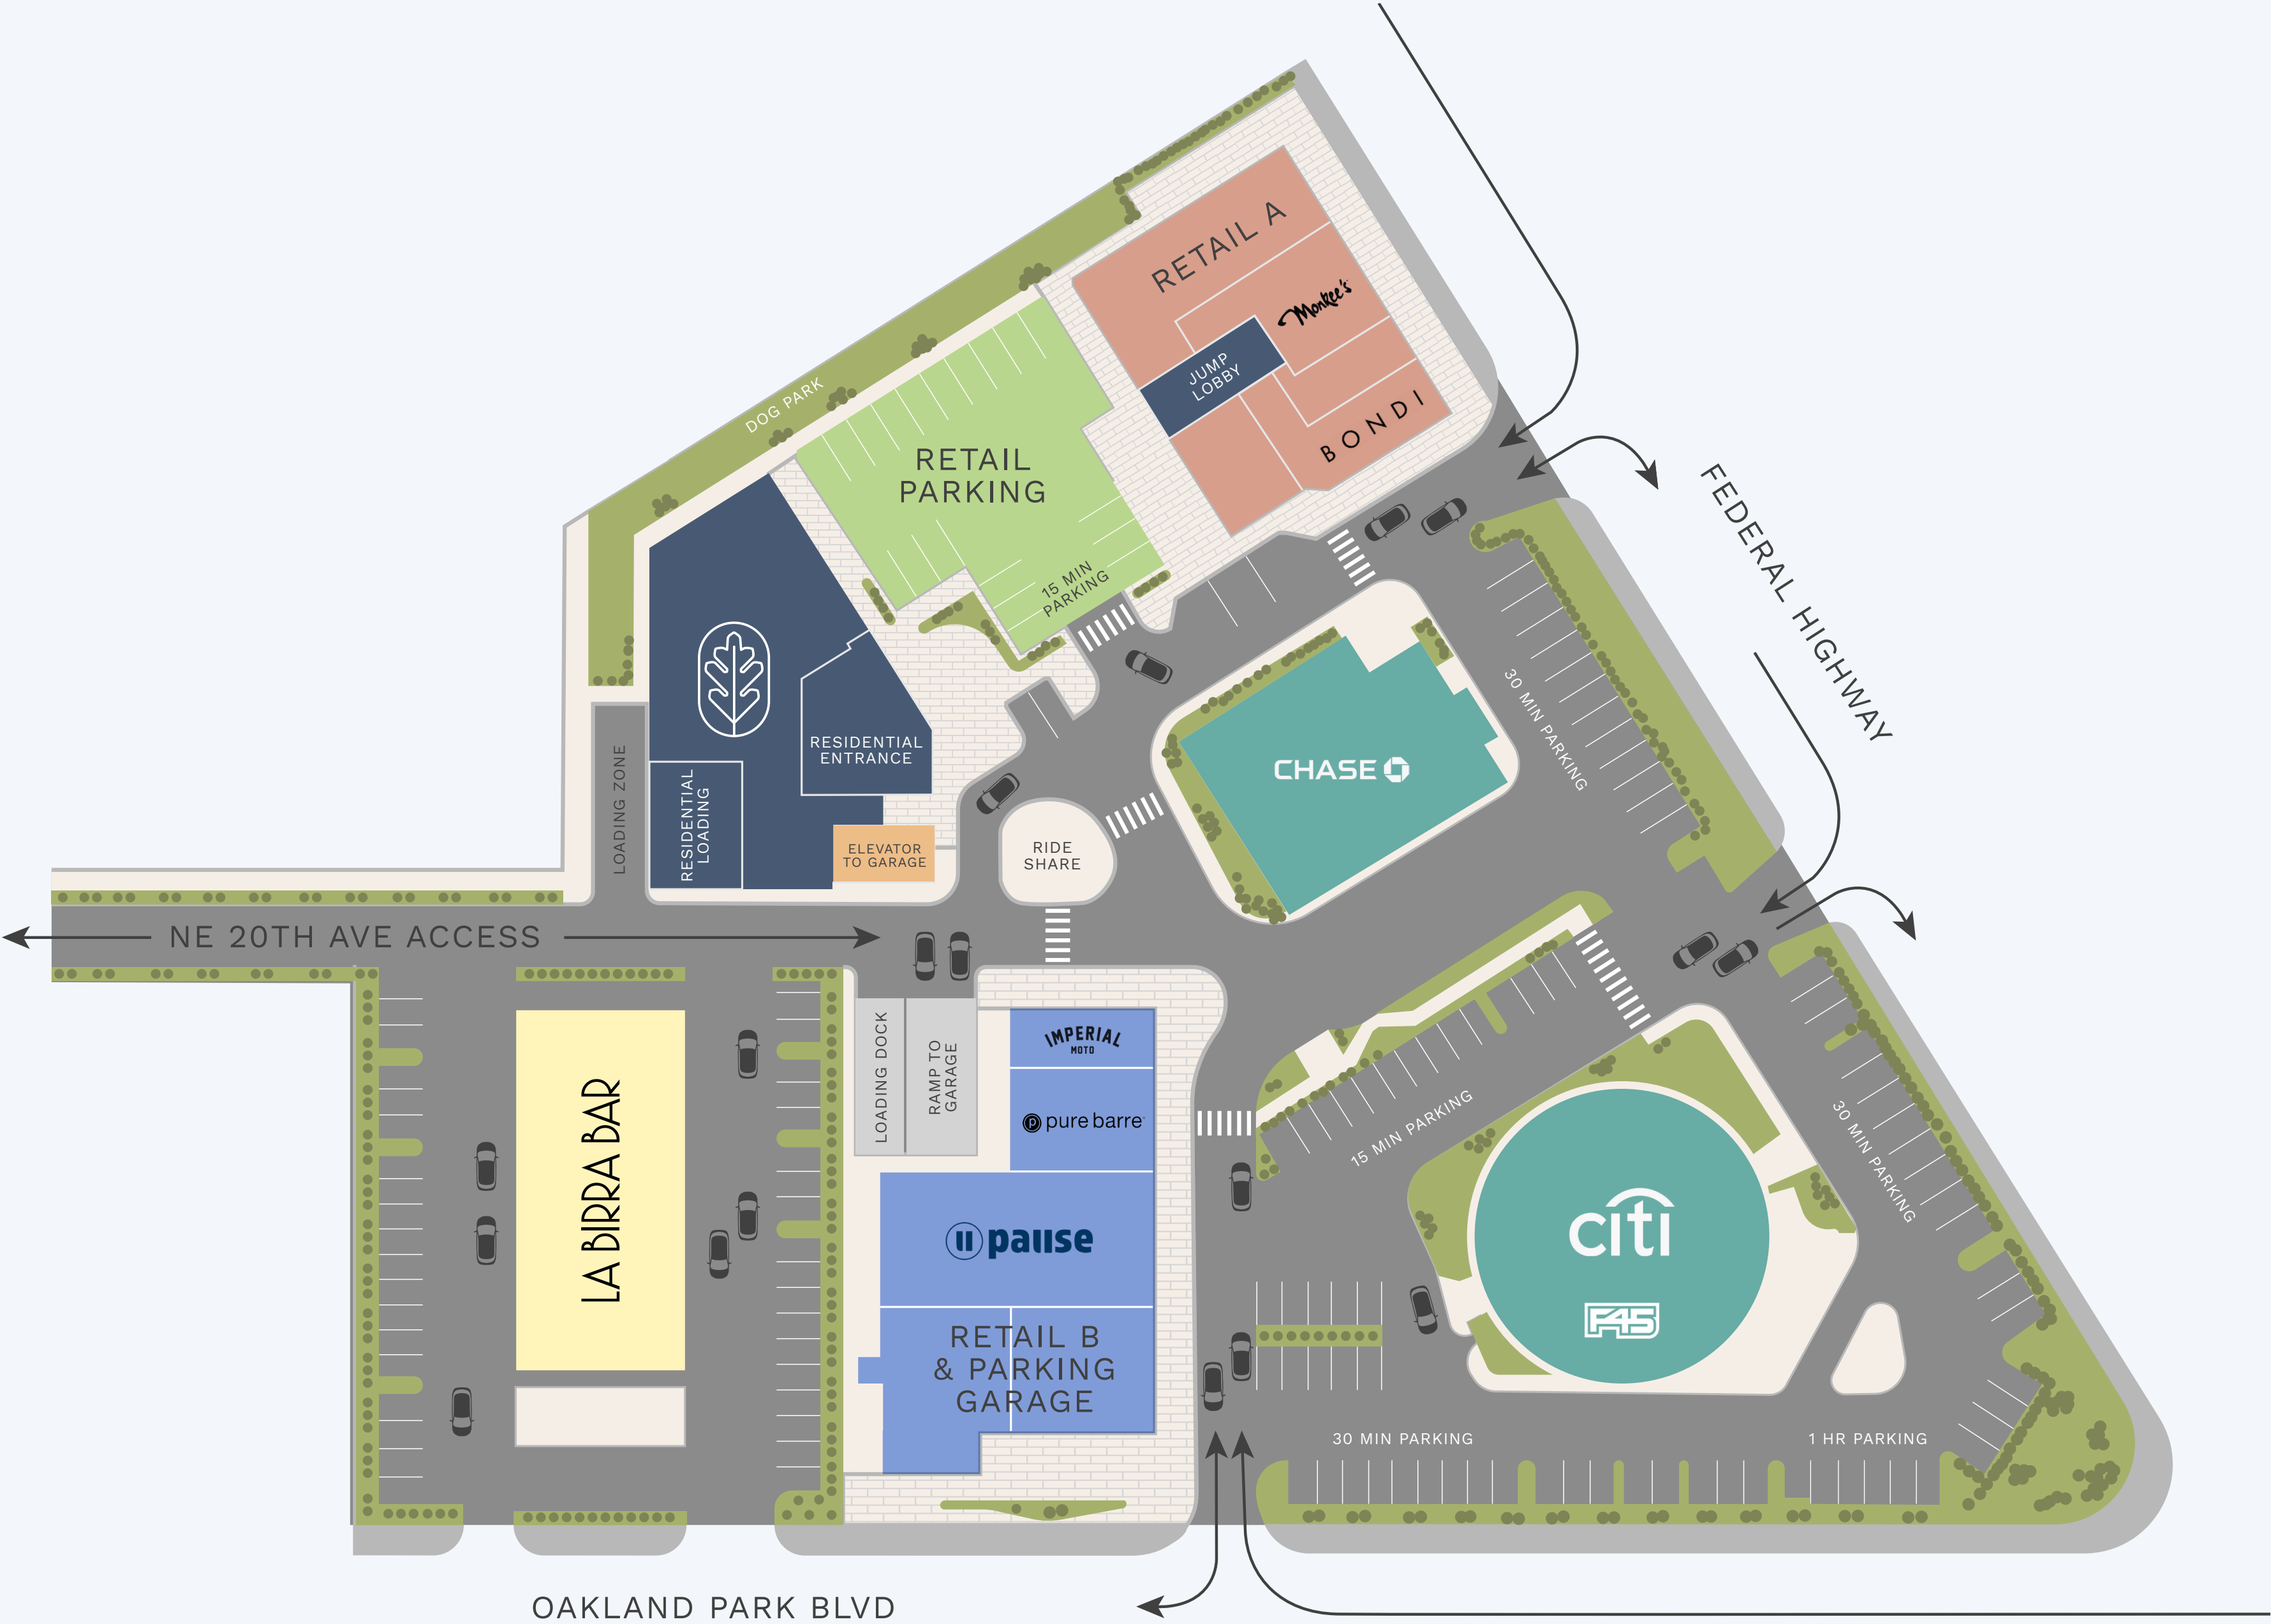 RETAIL A
Monkee's
JUMP
LOBBY
BONDI
DOG PARK
RETAIL
PARKING
15 MIN
PARKING
FEDERAL HIGHWAY
30 MIN PARKING
CHASE
RESIDENTIAL
ENTRANCE
RESIDENTIAL
LOADING
LOADING ZONE
ELEVATOR
TO GARAGE
RIDE
SHARE
NE 20TH AVE ACCESS
LOADING DOCK
RAMP TO
GARAGE
IMPERIAL
MOTO
p pure barre
LA BIRRA BAR
pause
15 MIN PARKING
30 MIN PARKING
citi
F45
RETAIL B
& PARKING
GARAGE
30 MIN PARKING
1 HR PARKING
OAKLAND PARK BLVD